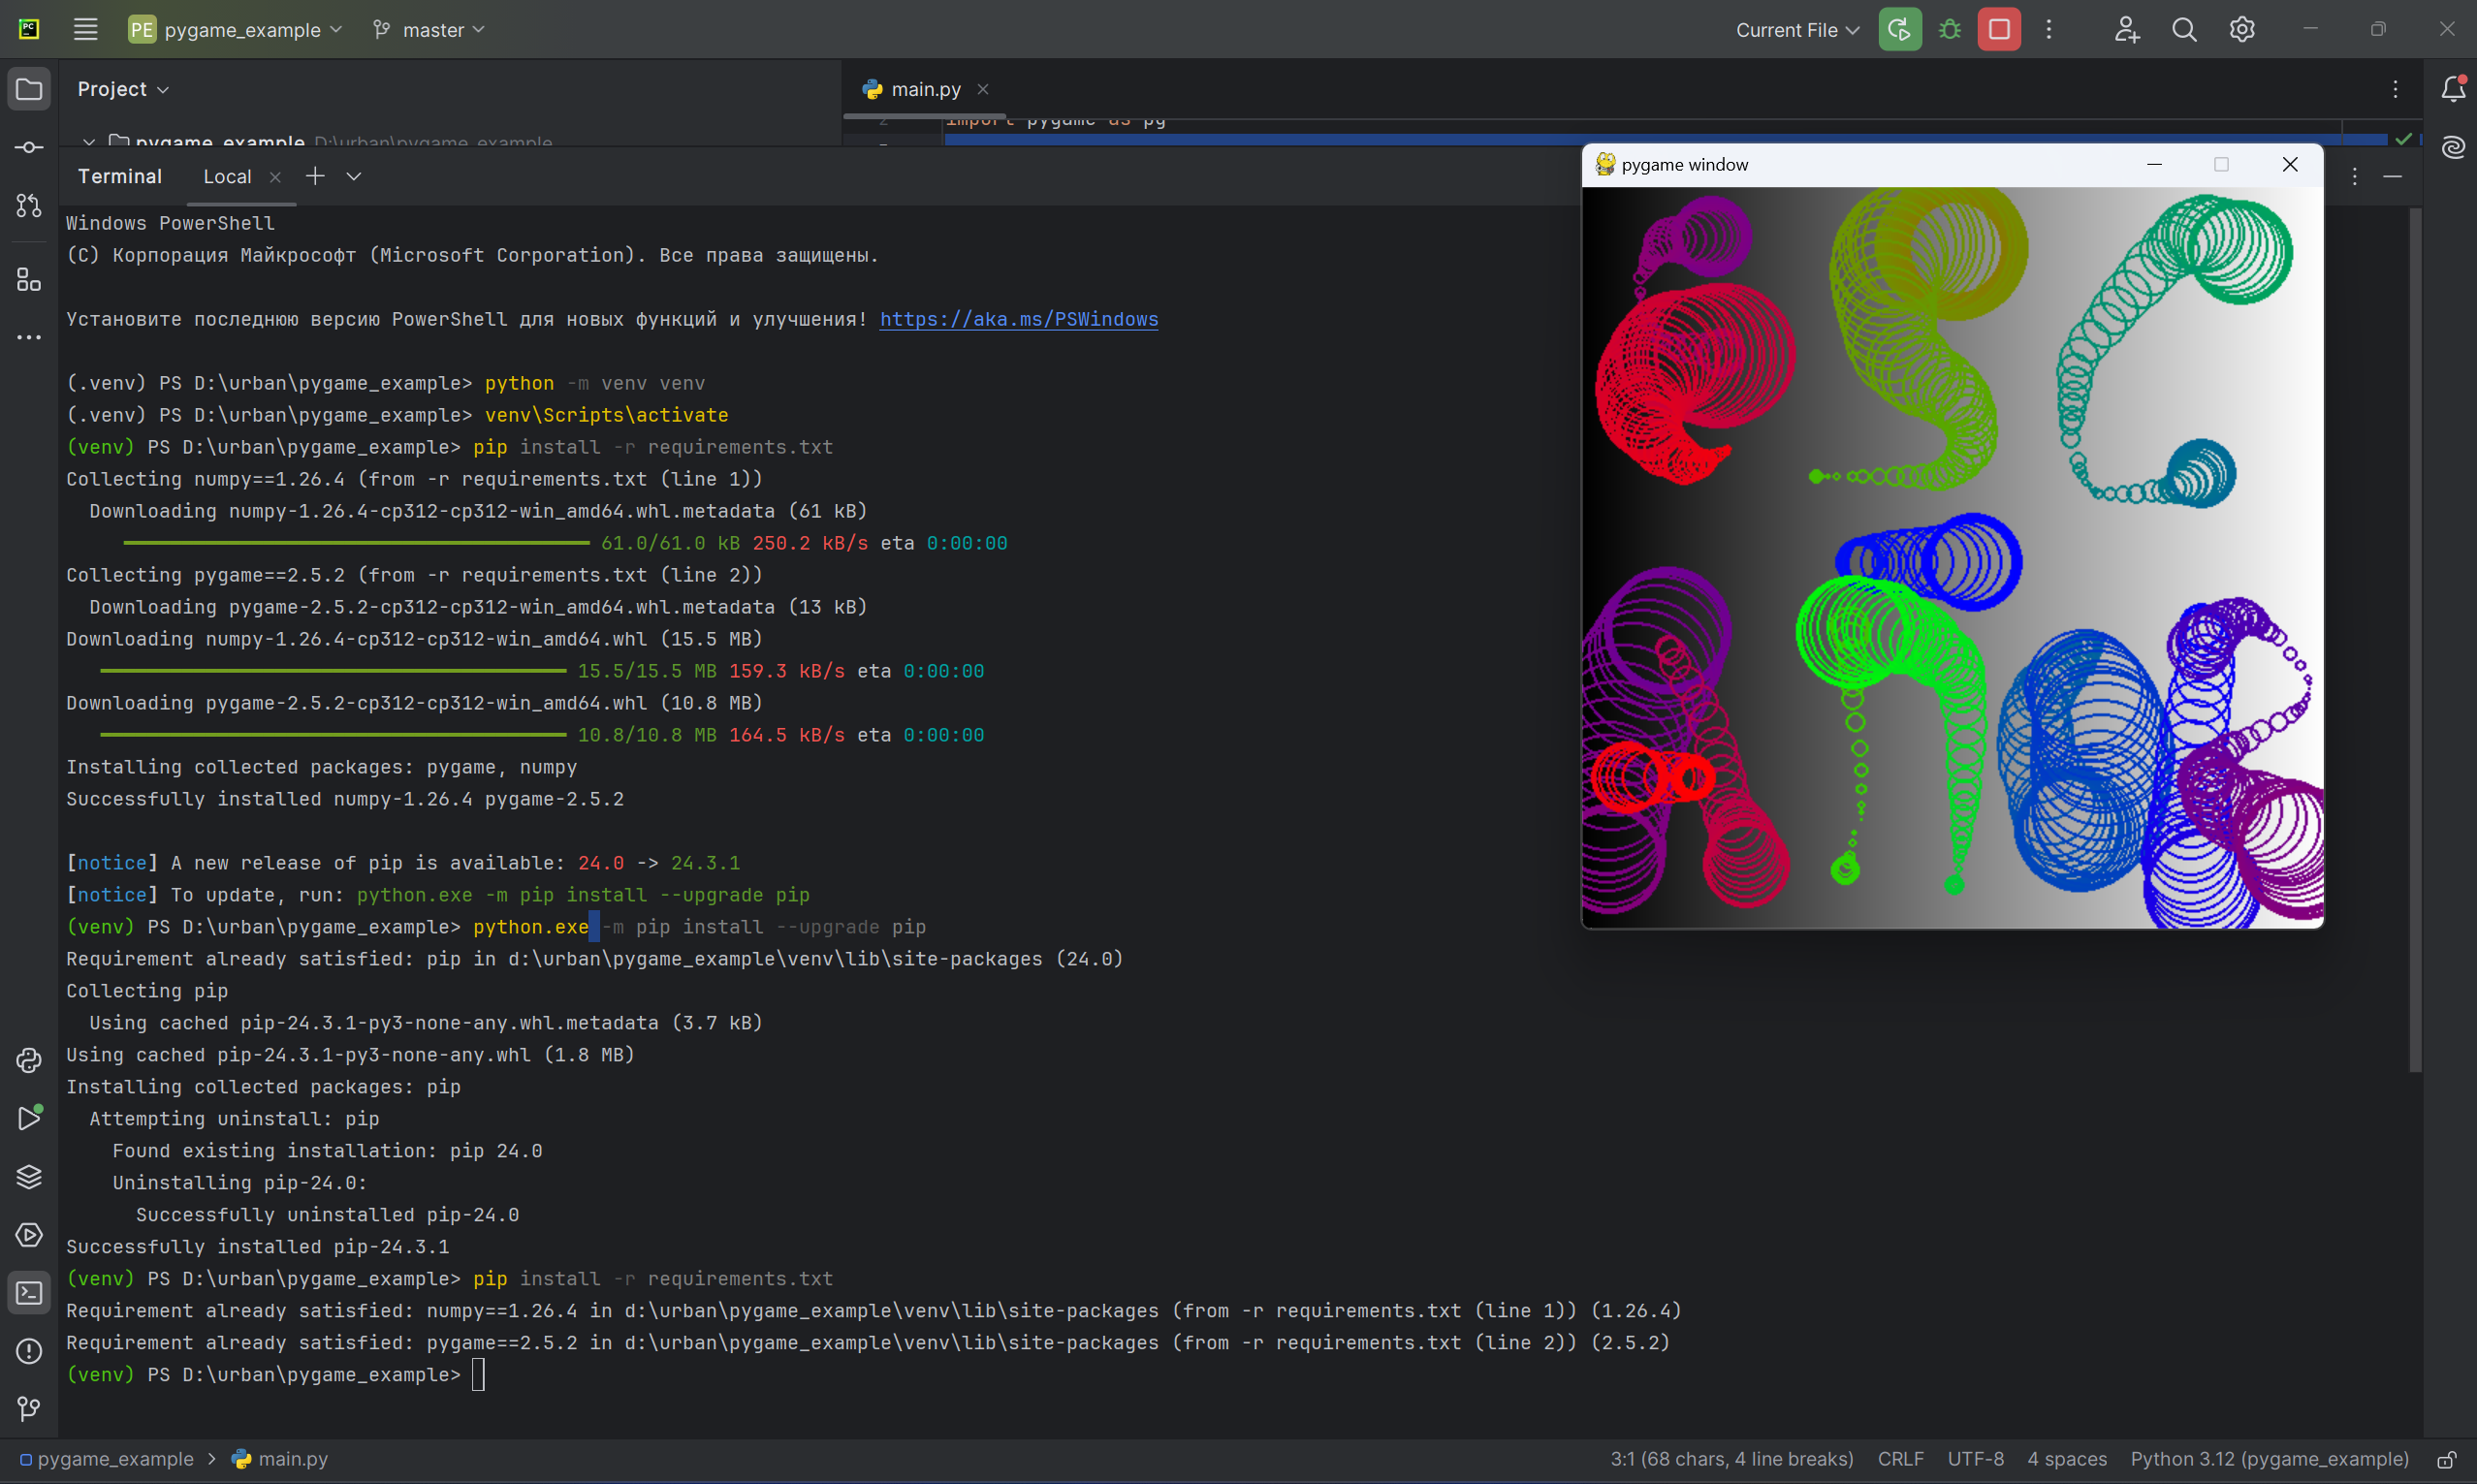 PC
PE pygame_example master Current File
Project
main.py
2 import pygame as pg
pygame_example D:\urban\pygame_example
Terminal Local
pygame window
Windows PowerShell
(C) Корпорация Майкрософт (Microsoft Corporation). Все права защищены.
Установите последнюю версию PowerShell для новых функций и улучшения! https://aka.ms/PSWindows
(.venv) PS D:\urban\pygame_example> python -m venv venv
(.venv) PS D:\urban\pygame_example> venv\Scripts\activate
(venv) PS D:\urban\pygame_example> pip install -r requirements.txt
Collecting numpy==1.26.4 (from -r requirements.txt (line 1))
Downloading numpy-1.26.4-cp312-cp312-win_amd64.whl.metadata (61 kB)
61.0/61.0 kB 250.2 kB/s eta 0:00:00
Collecting pygame==2.5.2 (from -r requirements.txt (line 2))
Downloading pygame-2.5.2-cp312-cp312-win_amd64.whl.metadata (13 kB)
Downloading numpy-1.26.4-cp312-cp312-win_amd64.whl (15.5 MB)
15.5/15.5 MB 159.3 kB/s eta 0:00:00
Downloading pygame-2.5.2-cp312-cp312-win_amd64.whl (10.8 MB)
10.8/10.8 MB 164.5 kB/s eta 0:00:00
Installing collected packages: pygame, numpy
Successfully installed numpy-1.26.4 pygame-2.5.2
[notice] A new release of pip is available: 24.0 -> 24.3.1
[notice] To update, run: python.exe -m pip install --upgrade pip
(venv) PS D:\urban\pygame_example> python.exe -m pip install --upgrade pip
Requirement already satisfied: pip in d:\urban\pygame_example\venv\lib\site-packages (24.0)
Collecting pip
Using cached pip-24.3.1-py3-none-any.whl.metadata (3.7 kB)
Using cached pip-24.3.1-py3-none-any.whl (1.8 MB)
Installing collected packages: pip
Attempting uninstall: pip
Found existing installation: pip 24.0
Uninstalling pip-24.0:
Successfully uninstalled pip-24.0
Successfully installed pip-24.3.1
(venv) PS D:\urban\pygame_example> pip install -r requirements.txt
Requirement already satisfied: numpy==1.26.4 in d:\urban\pygame_example\venv\lib\site-packages (from -r requirements.txt (line 1)) (1.26.4)
Requirement already satisfied: pygame==2.5.2 in d:\urban\pygame_example\venv\lib\site-packages (from -r requirements.txt (line 2)) (2.5.2)
(venv) PS D:\urban\pygame_example>
pygame_example > main.py 3:1 (68 chars, 4 line breaks) CRLF UTF-8 4 spaces Python 3.12 (pygame_example)